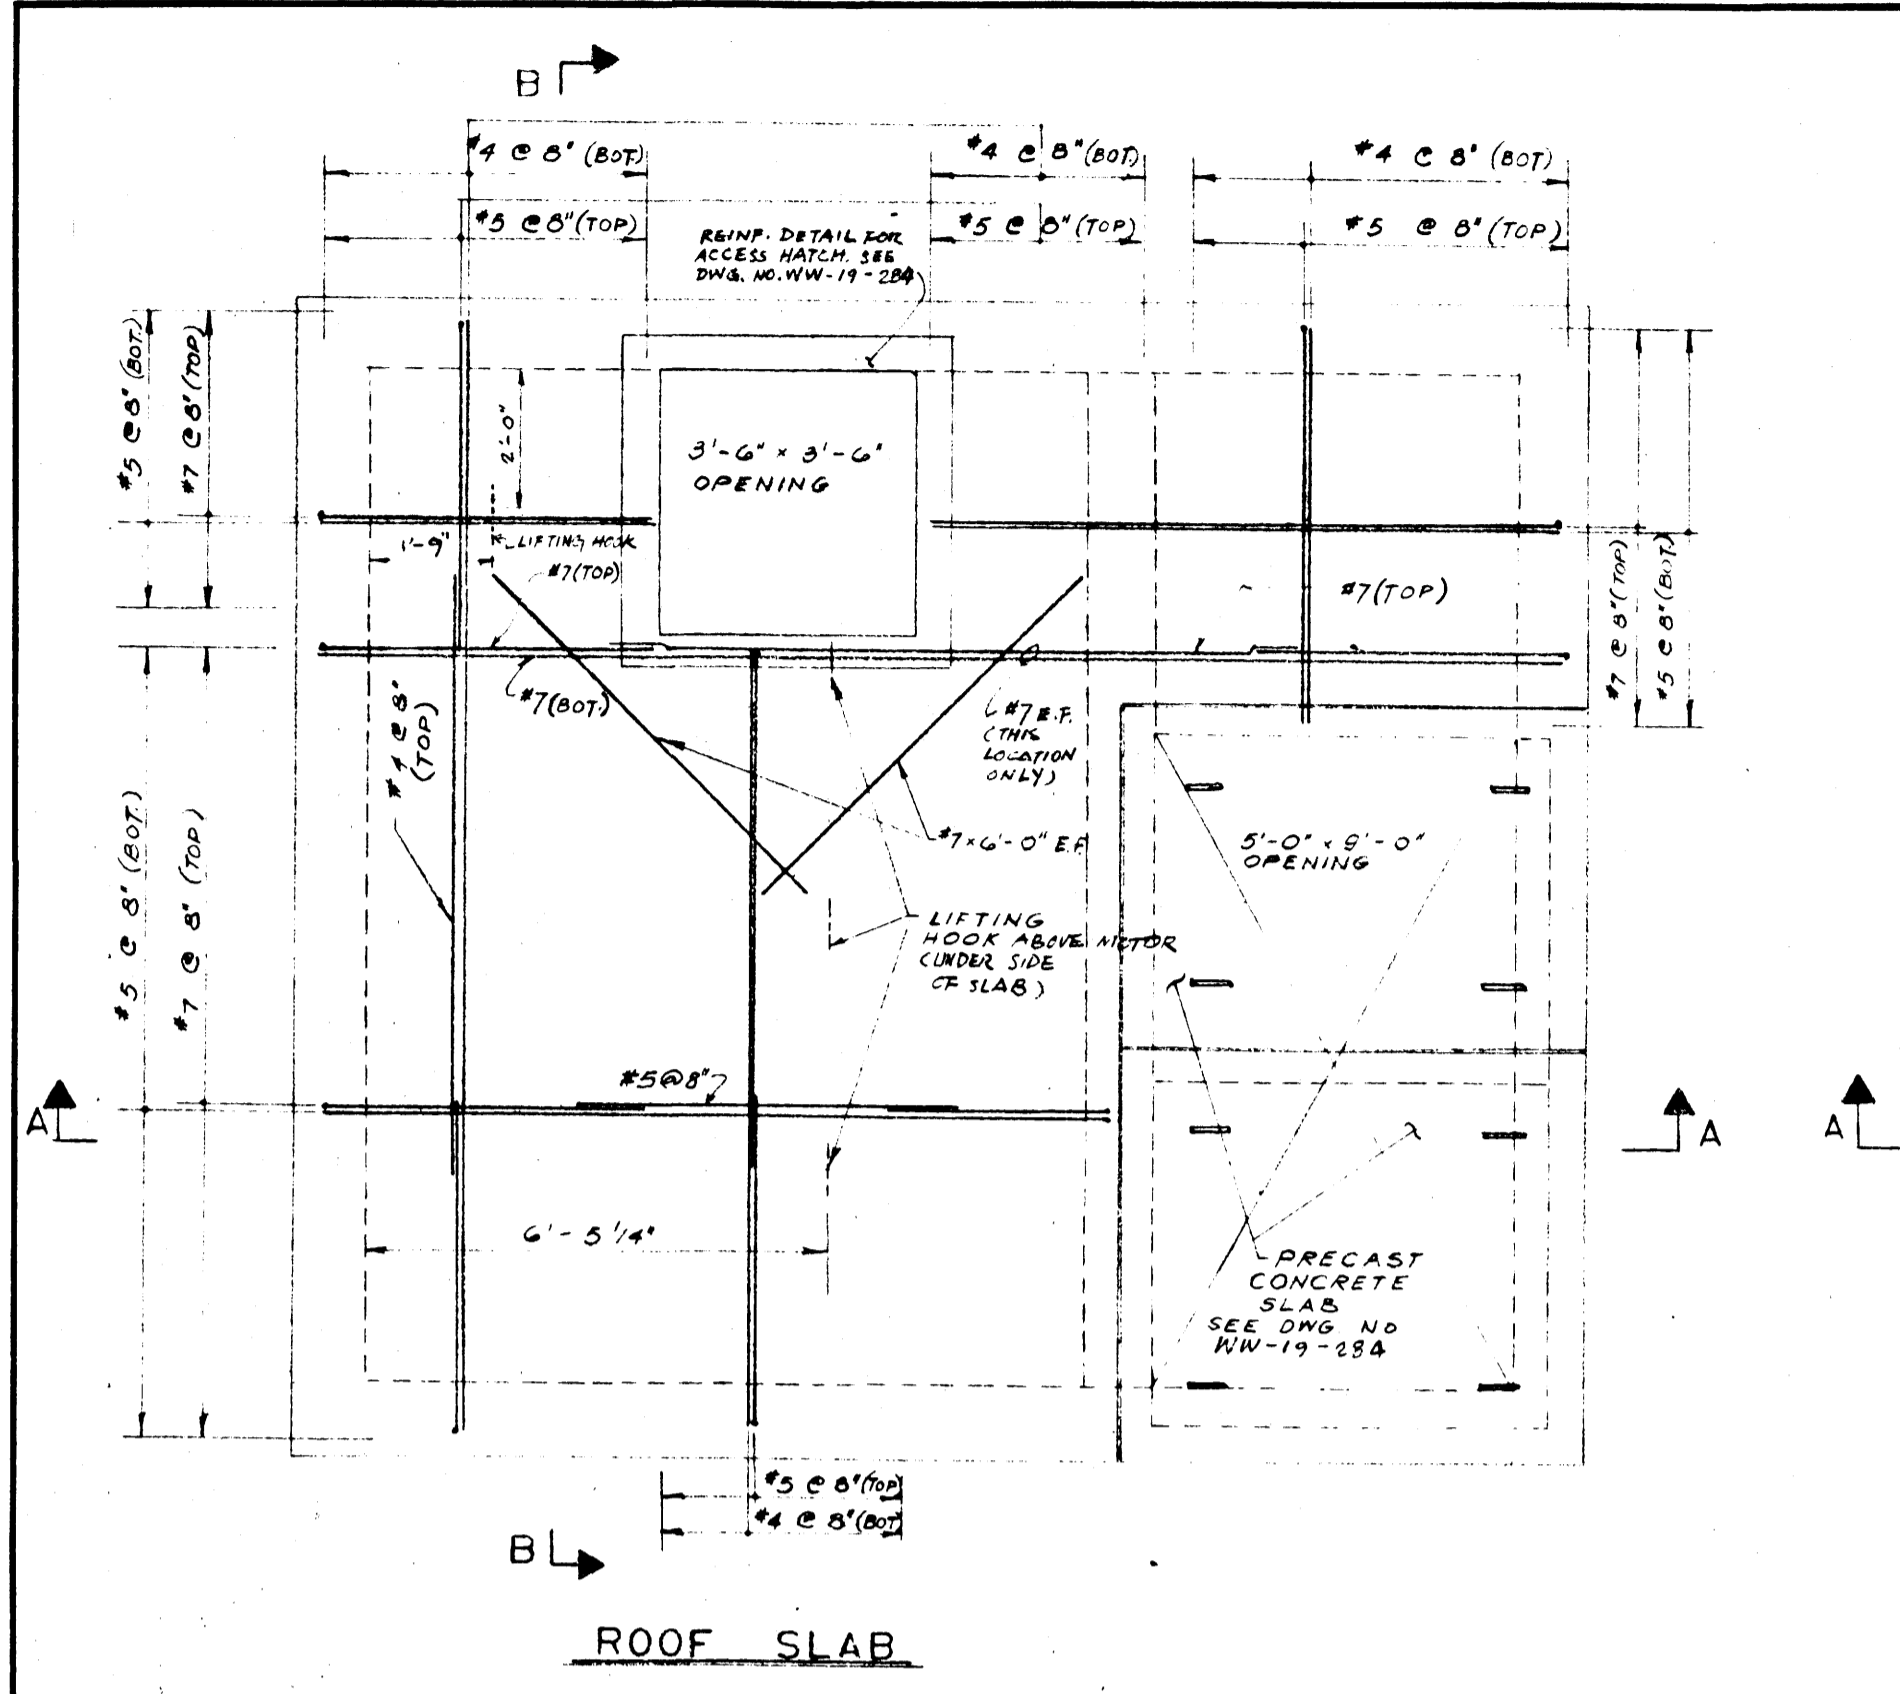 B
#4 @ 8" (BOT.)
#4 @ 8" (BOT)
#4 @ 8" (BOT)
#5 @ 8" (TOP)
#5 @ 8" (TOP)
#5 @ 8" (TOP)
REINF. DETAIL FOR
ACCESS HATCH. SEE
DWG. NO. WW-19-284
#5 @ 8" (BOT.)
#7 @ 8" (TOP)
2'-0"
3'-6" x 3'-6"
OPENING
1'-9"
LIFTING HOOK
#7 (TOP)
#7 (TOP)
#7 @ 8" (TOP)
#5 @ 8" (BOT.)
#7 (BOT.)
#4 @ 8"
(TOP)
#7 E.F.
(THIS
LOCATION
ONLY)
#7 x 6'-0" E.F.
5'-0" x 9'-0"
OPENING
#5 @ 8" (BOT.)
#7 @ 8" (TOP)
LIFTING
HOOK ABOVE MOTOR
(UNDER SIDE
OF SLAB)
#5 @ 8"
A
A
A
6'-5 1/4"
PRECAST
CONCRETE
SLAB
SEE DWG NO
WW-19-284
#5 @ 8" (TOP)
#4 @ 8" (BOT)
B
ROOF SLAB